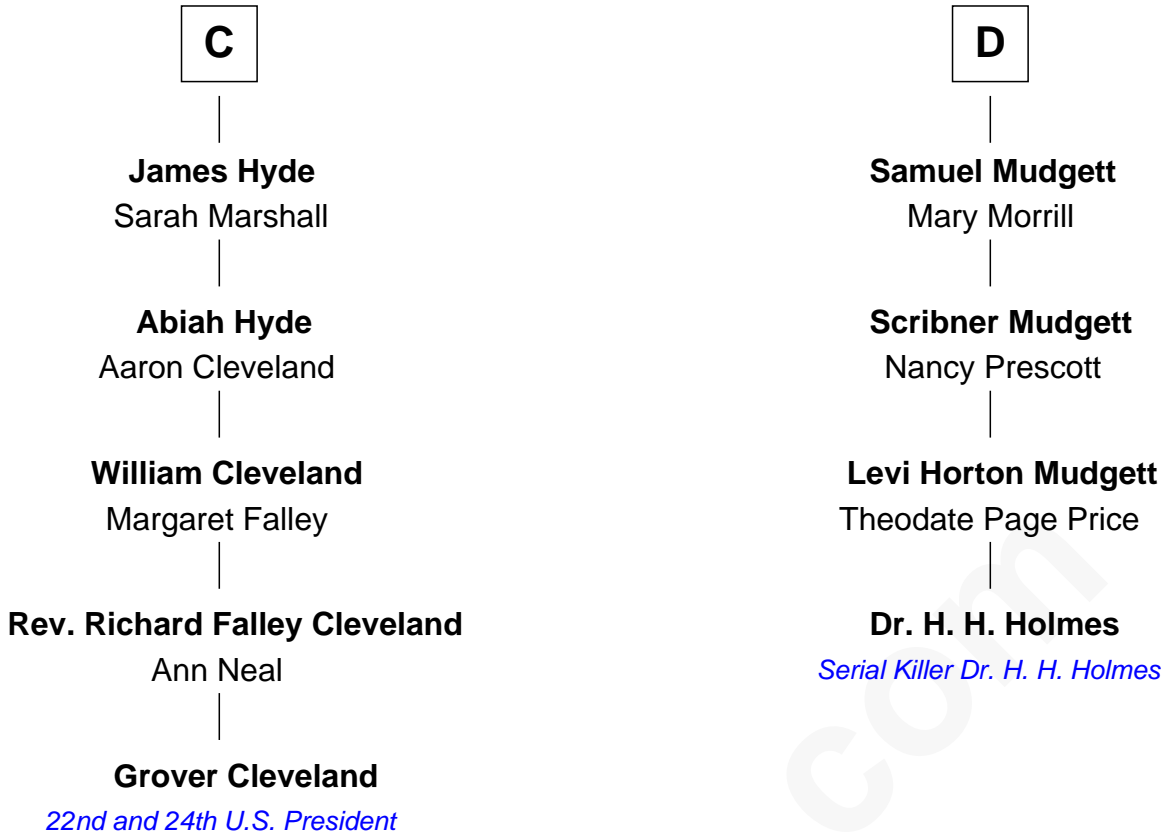 C
James Hyde
Sarah Marshall
Abiah Hyde
Aaron Cleveland
William Cleveland
Margaret Falley
Rev. Richard Falley Cleveland
Ann Neal
Grover Cleveland
22nd and 24th U.S. President
D
Samuel Mudgett
Mary Morrill
Scribner Mudgett
Nancy Prescott
Levi Horton Mudgett
Theodate Page Price
Dr. H. H. Holmes
Serial Killer Dr. H. H. Holmes
com